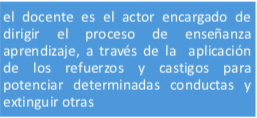 el docente es el actor encargado de
dirigir el proceso de enseñanza
aprendizaje, a través de la aplicación
de los refuerzos y castigos para
potenciar determinadas conductas y
extinguir otras